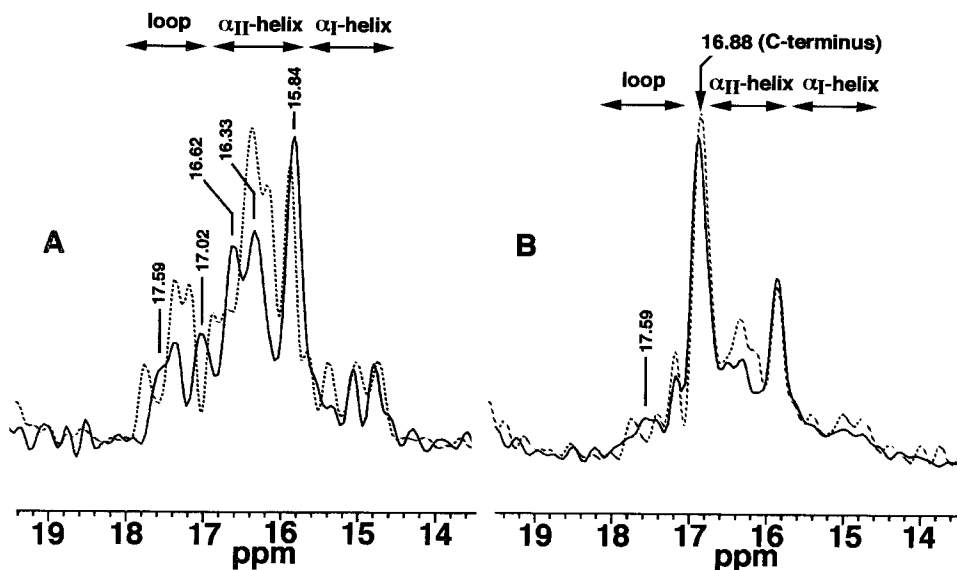 loop αII-helix αI-helix
15.84
16.33
16.62
17.02
17.59
A
19 18 17 16 15 14
ppm
16.88 (C-terminus)
loop αII-helix αI-helix
17.59
B
19 18 17 16 15 14
ppm